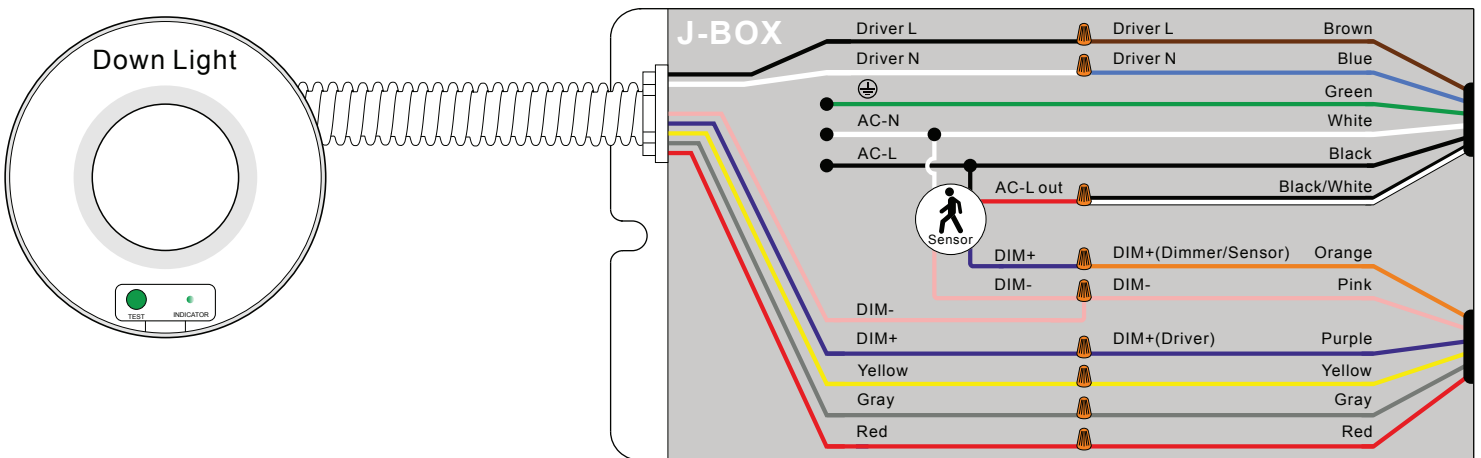 Down Light
TEST
INDICATOR
J-BOX
Driver L
Driver L
Brown
Driver N
Driver N
Blue
Green
AC-N
White
AC-L
Black
AC-L out
Black/White
Sensor
DIM+
DIM+(Dimmer/Sensor)
Orange
DIM-
DIM-
Pink
DIM-
DIM+
DIM+(Driver)
Purple
Yellow
Yellow
Gray
Gray
Red
Red